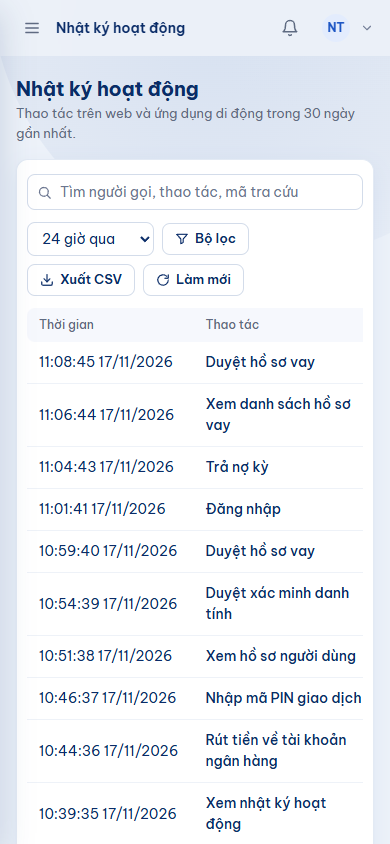 Nhật ký hoạt động
NT
Nhật ký hoạt động
Thao tác trên web và ứng dụng di động trong 30 ngày
gần nhất.
Tìm người gọi, thao tác, mã tra cứu
24 giờ qua
Bộ lọc
Xuất CSV
Làm mới
Thời gian
Thao tác
11:08:45 17/11/2026
Duyệt hồ sơ vay
11:06:44 17/11/2026
Xem danh sách hồ sơ
vay
11:04:43 17/11/2026
Trả nợ kỳ
11:01:41 17/11/2026
Đăng nhập
10:59:40 17/11/2026
Duyệt hồ sơ vay
10:54:39 17/11/2026
Duyệt xác minh danh
tính
10:51:38 17/11/2026
Xem hồ sơ người dùng
10:46:37 17/11/2026
Nhập mã PIN giao dịch
10:44:36 17/11/2026
Rút tiền về tài khoản
ngân hàng
10:39:35 17/11/2026
Xem nhật ký hoạt
động